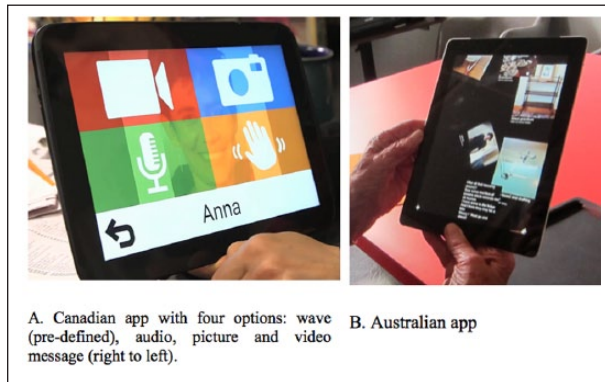 Anna
A. Canadian app with four options: wave
(pre-defined), audio, picture and video
message (right to left).
B. Australian app